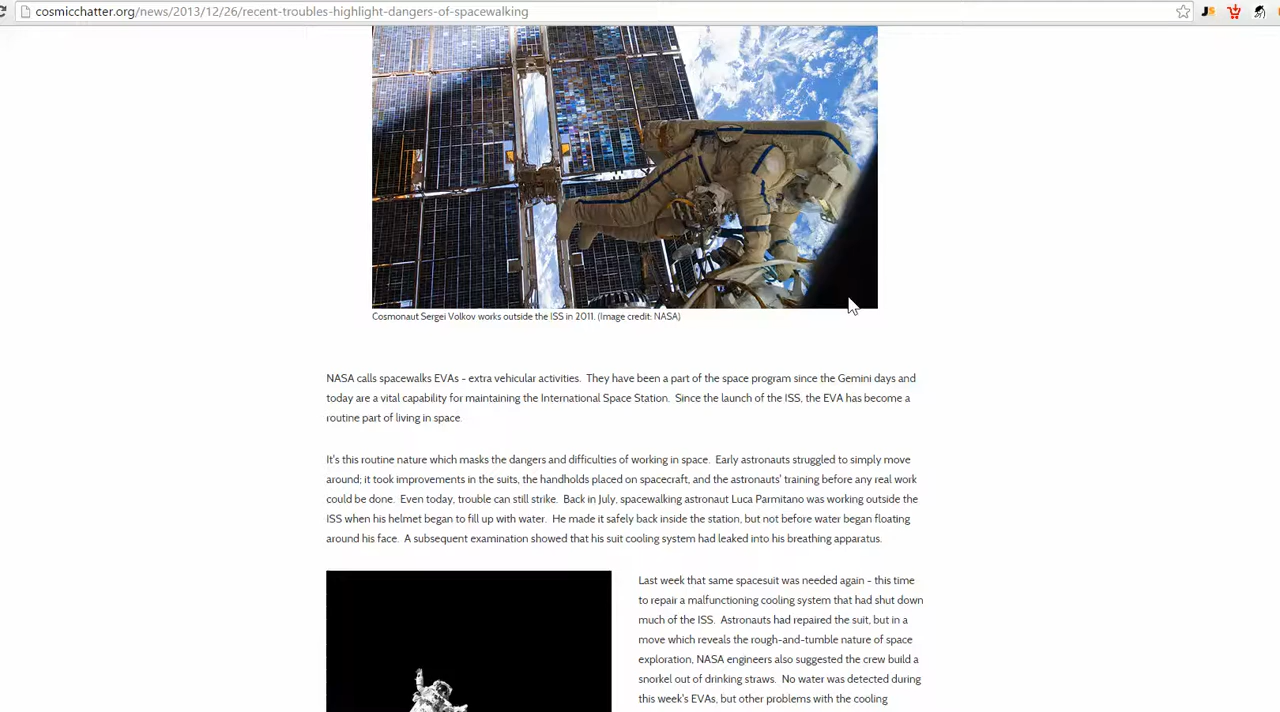 cosmicchatter.org/news/2013/12/26/recent-troubles-highlight-dangers-of-spacewalking
Cosmonaut Sergei Volkov works outside the ISS in 2011. (Image credit: NASA)
NASA calls spacewalks EVAs - extra vehicular activities. They have been a part of the space program since the Gemini days and
today are a vital capability for maintaining the International Space Station. Since the launch of the ISS, the EVA has become a
routine part of living in space.
It's this routine nature which masks the dangers and difficulties of working in space. Early astronauts struggled to simply move
around; it took improvements in the suits, the handholds placed on spacecraft, and the astronauts' training before any real work
could be done. Even today, trouble can still strike. Back in July, spacewalking astronaut Luca Parmitano was working outside the
ISS when his helmet began to fill up with water. He made it safely back inside the station, but not before water began floating
around his face. A subsequent examination showed that his suit cooling system had leaked into his breathing apparatus.
Last week that same spacesuit was needed again - this time
to repair a malfunctioning cooling system that had shut down
much of the ISS. Astronauts had repaired the suit, but in a
move which reveals the rough-and-tumble nature of space
exploration, NASA engineers also suggested the crew build a
snorkel out of drinking straws. No water was detected during
this week's EVAs, but other problems with the cooling